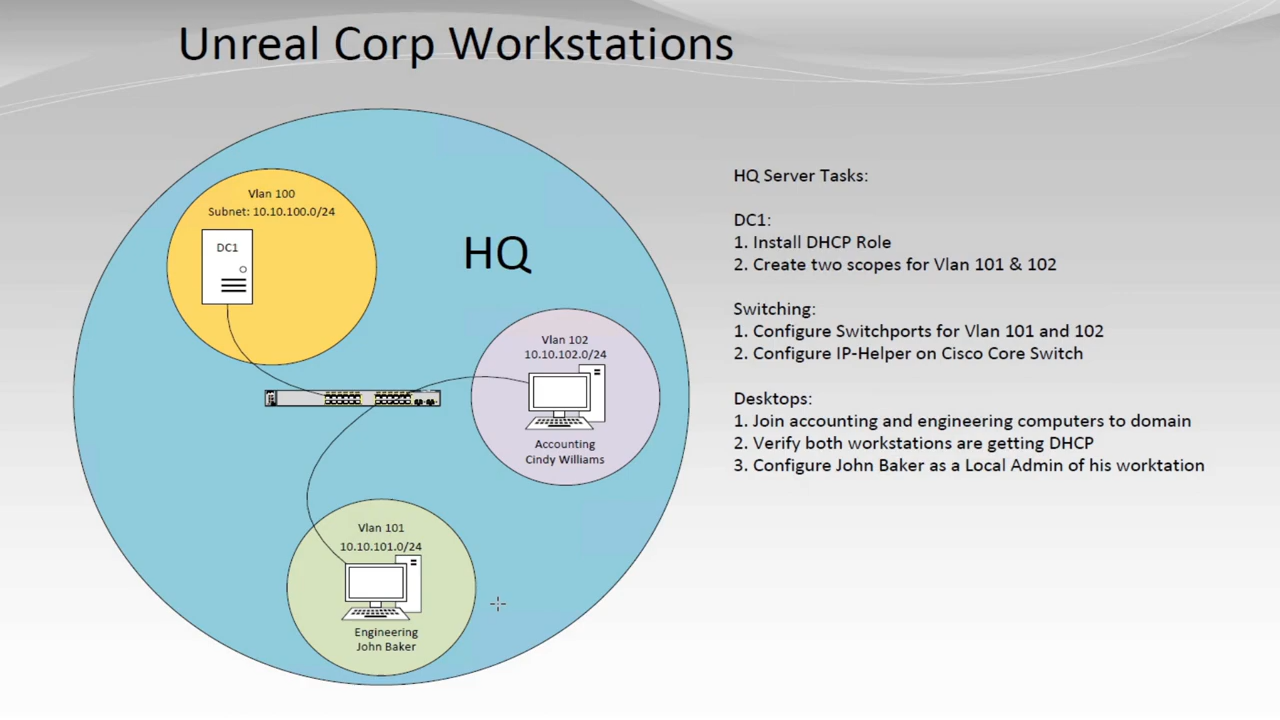 Unreal Corp Workstations
Vlan 100
Subnet: 10.10.100.0/24
DC1
HQ
Vlan 102
10.10.102.0/24
Accounting
Cindy Williams
Vlan 101
10.10.101.0/24
Engineering
John Baker
HQ Server Tasks:
DC1:
1. Install DHCP Role
2. Create two scopes for Vlan 101 & 102
Switching:
1. Configure Switchports for Vlan 101 and 102
2. Configure IP-Helper on Cisco Core Switch
Desktops:
1. Join accounting and engineering computers to domain
2. Verify both workstations are getting DHCP
3. Configure John Baker as a Local Admin of his worktation